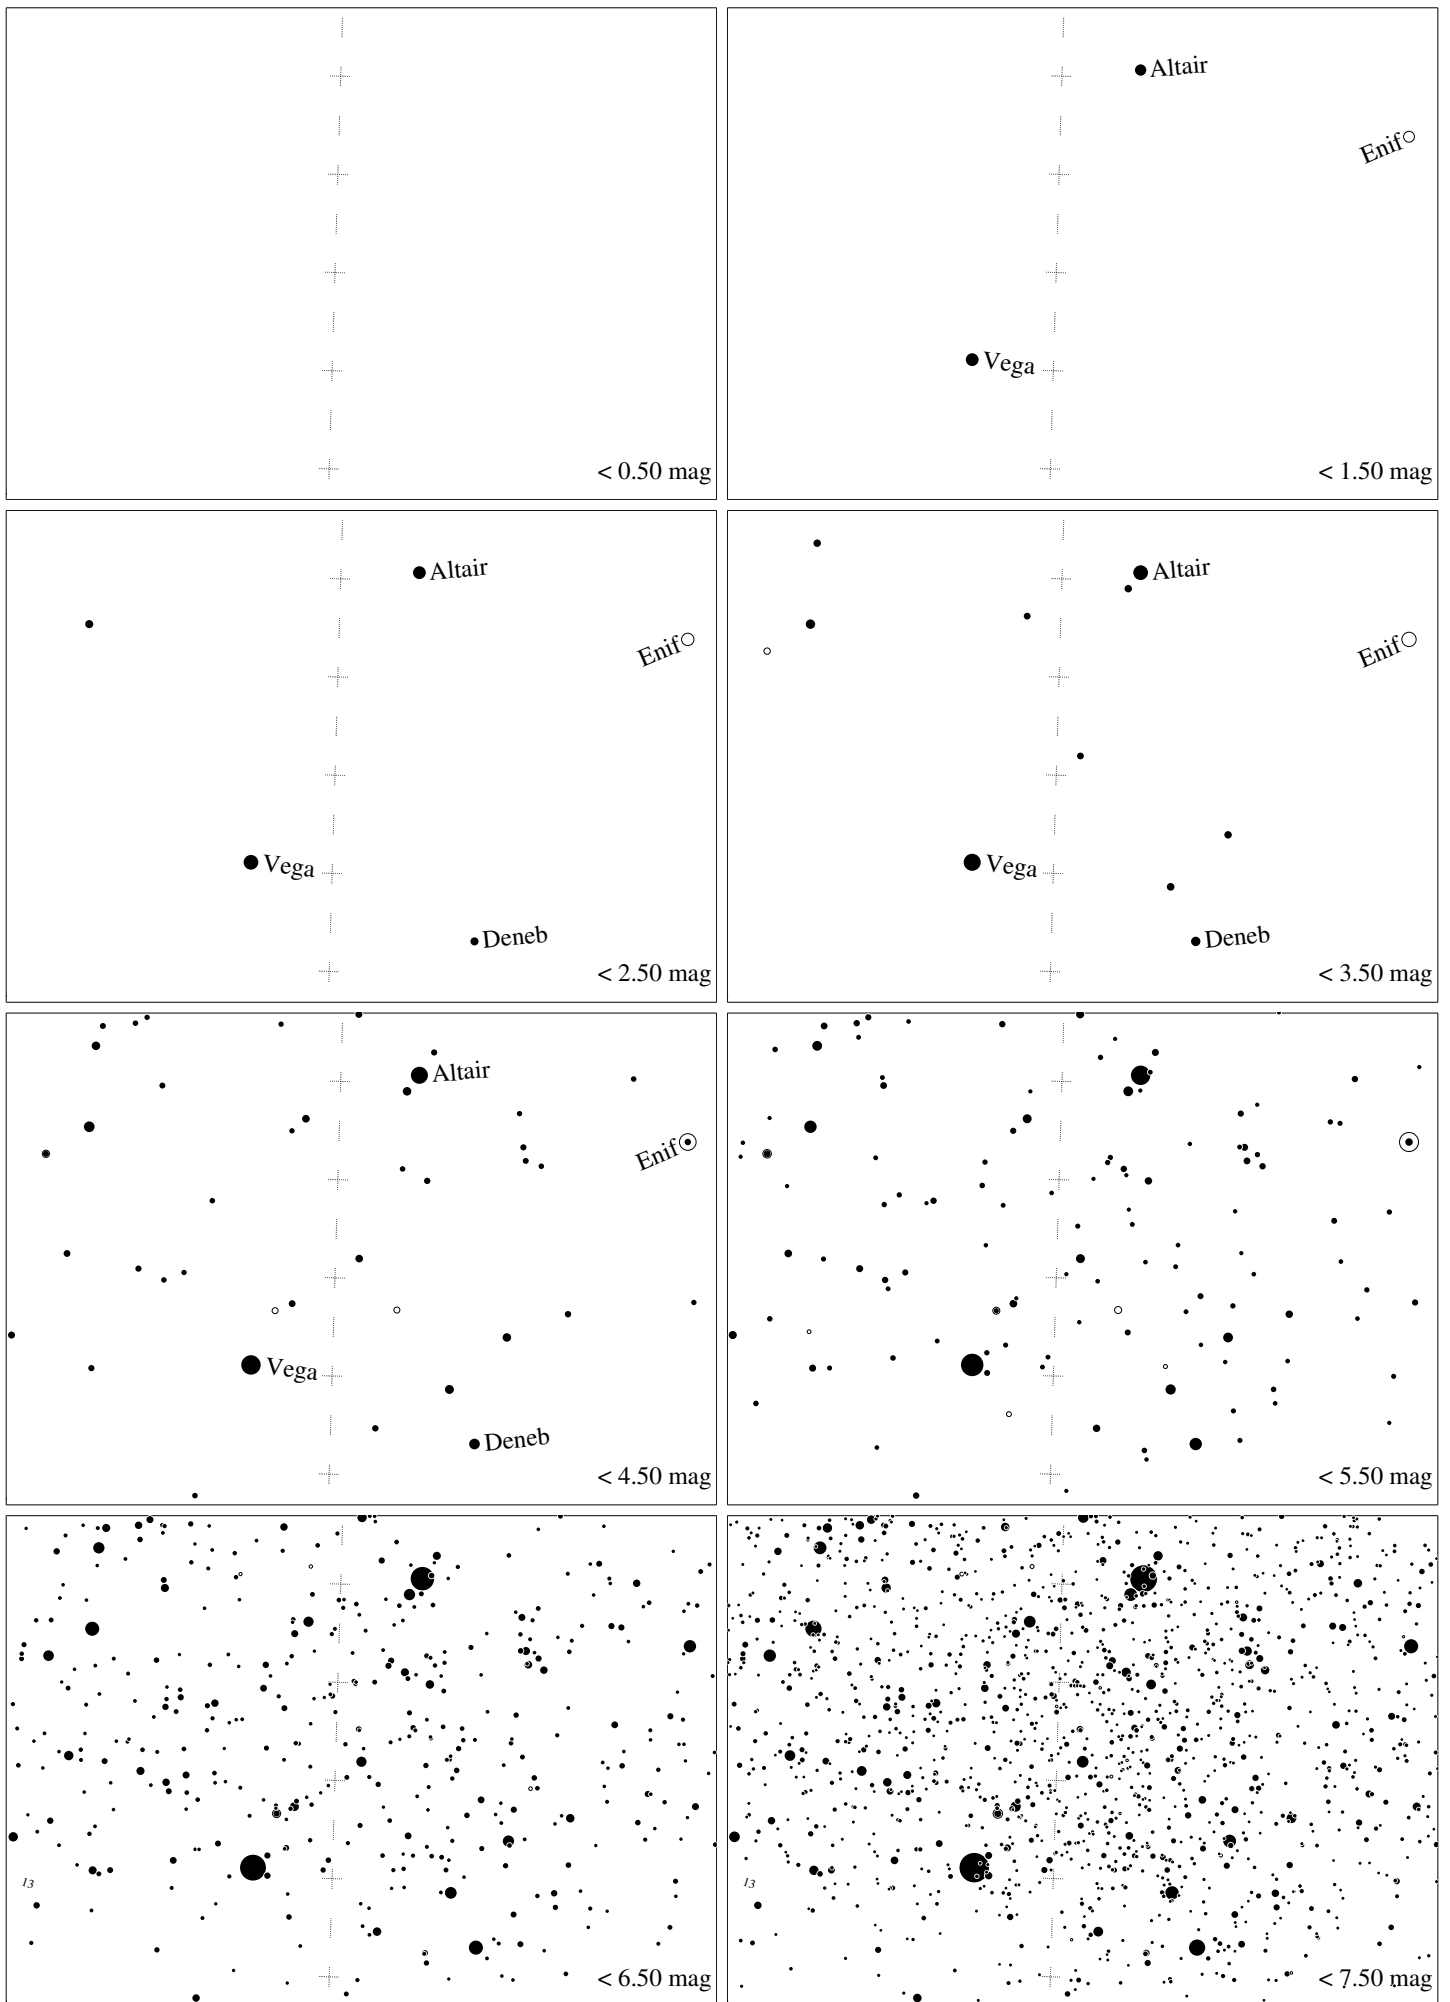 < 0.50 mag
Altair
Enif
Vega
< 1.50 mag
Altair
Enif
Vega
Deneb
< 2.50 mag
Altair
Enif
Vega
Deneb
< 3.50 mag
Altair
Enif
Vega
Deneb
< 4.50 mag
< 5.50 mag
13
< 6.50 mag
13
< 7.50 mag